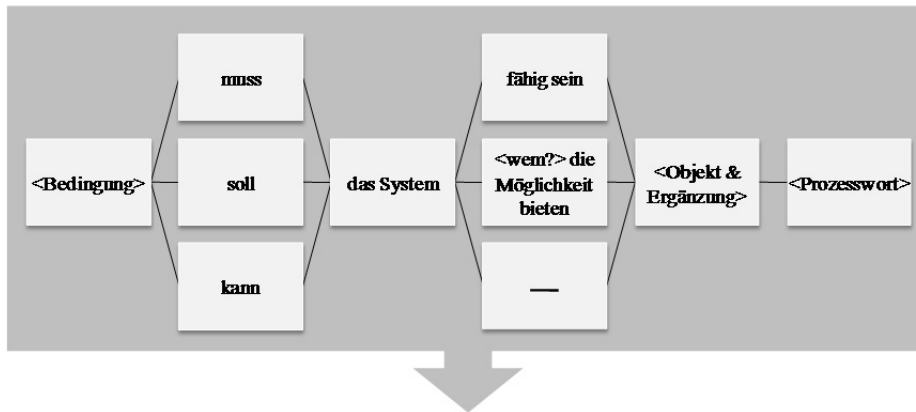 muss
fähig sein
<Bedingung>
soll
das System
<wem?> die
Möglichkeit
bieten
<Objekt &
Ergänzung>
<Prozesswort>
kann
—